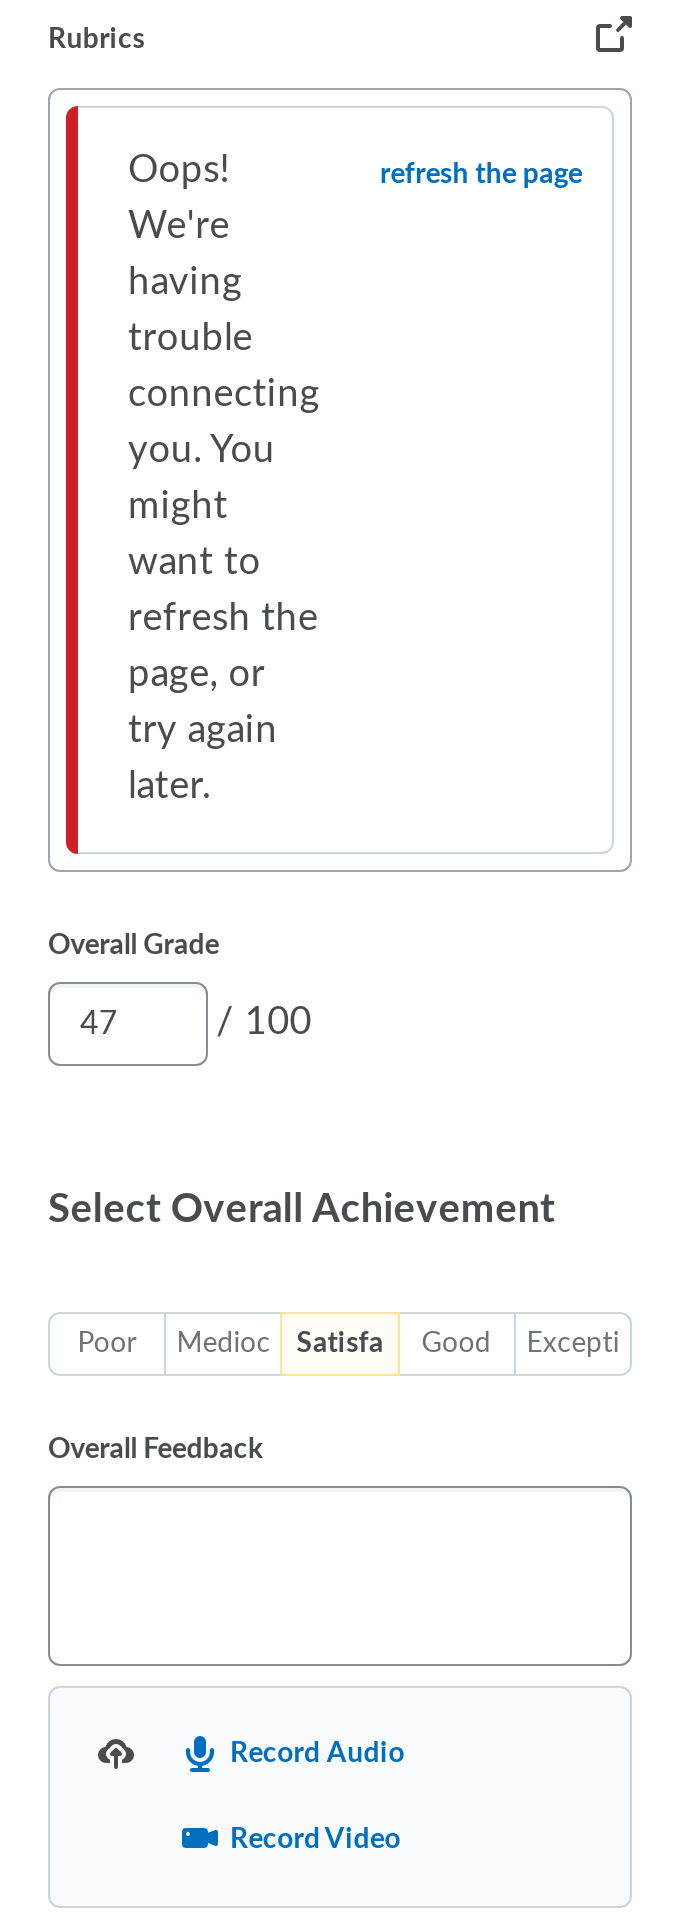 Rubrics
Oops!
refresh the page
We're
having
trouble
connecting
you. You
might
want to
refresh the
page, or
try again
later.
Overall Grade
47 / 100
Select Overall Achievement
Poor Medioc Satisfa Good Excepti
Overall Feedback
Record Audio
Record Video